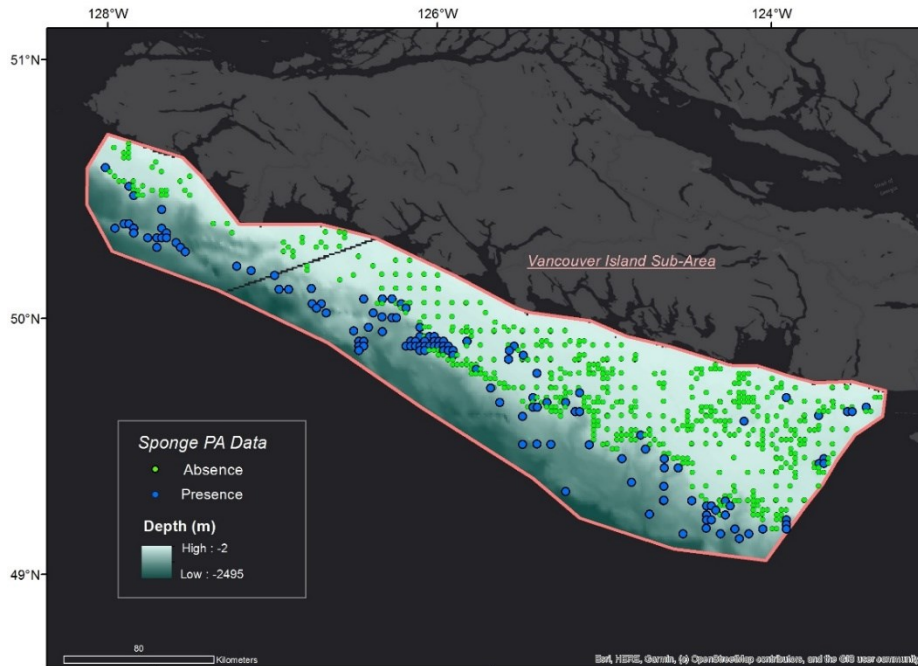 128°W 126°W 124°W
51°N
Vancouver Island Sub-Area
50°N
Sponge PA Data
Absence
Presence
Depth (m)
High : -2
Low : -2495
49°N
80
Kilometers
Esri, HERE, Garmin, (c) OpenStreetMap contributors, and the GIS user community